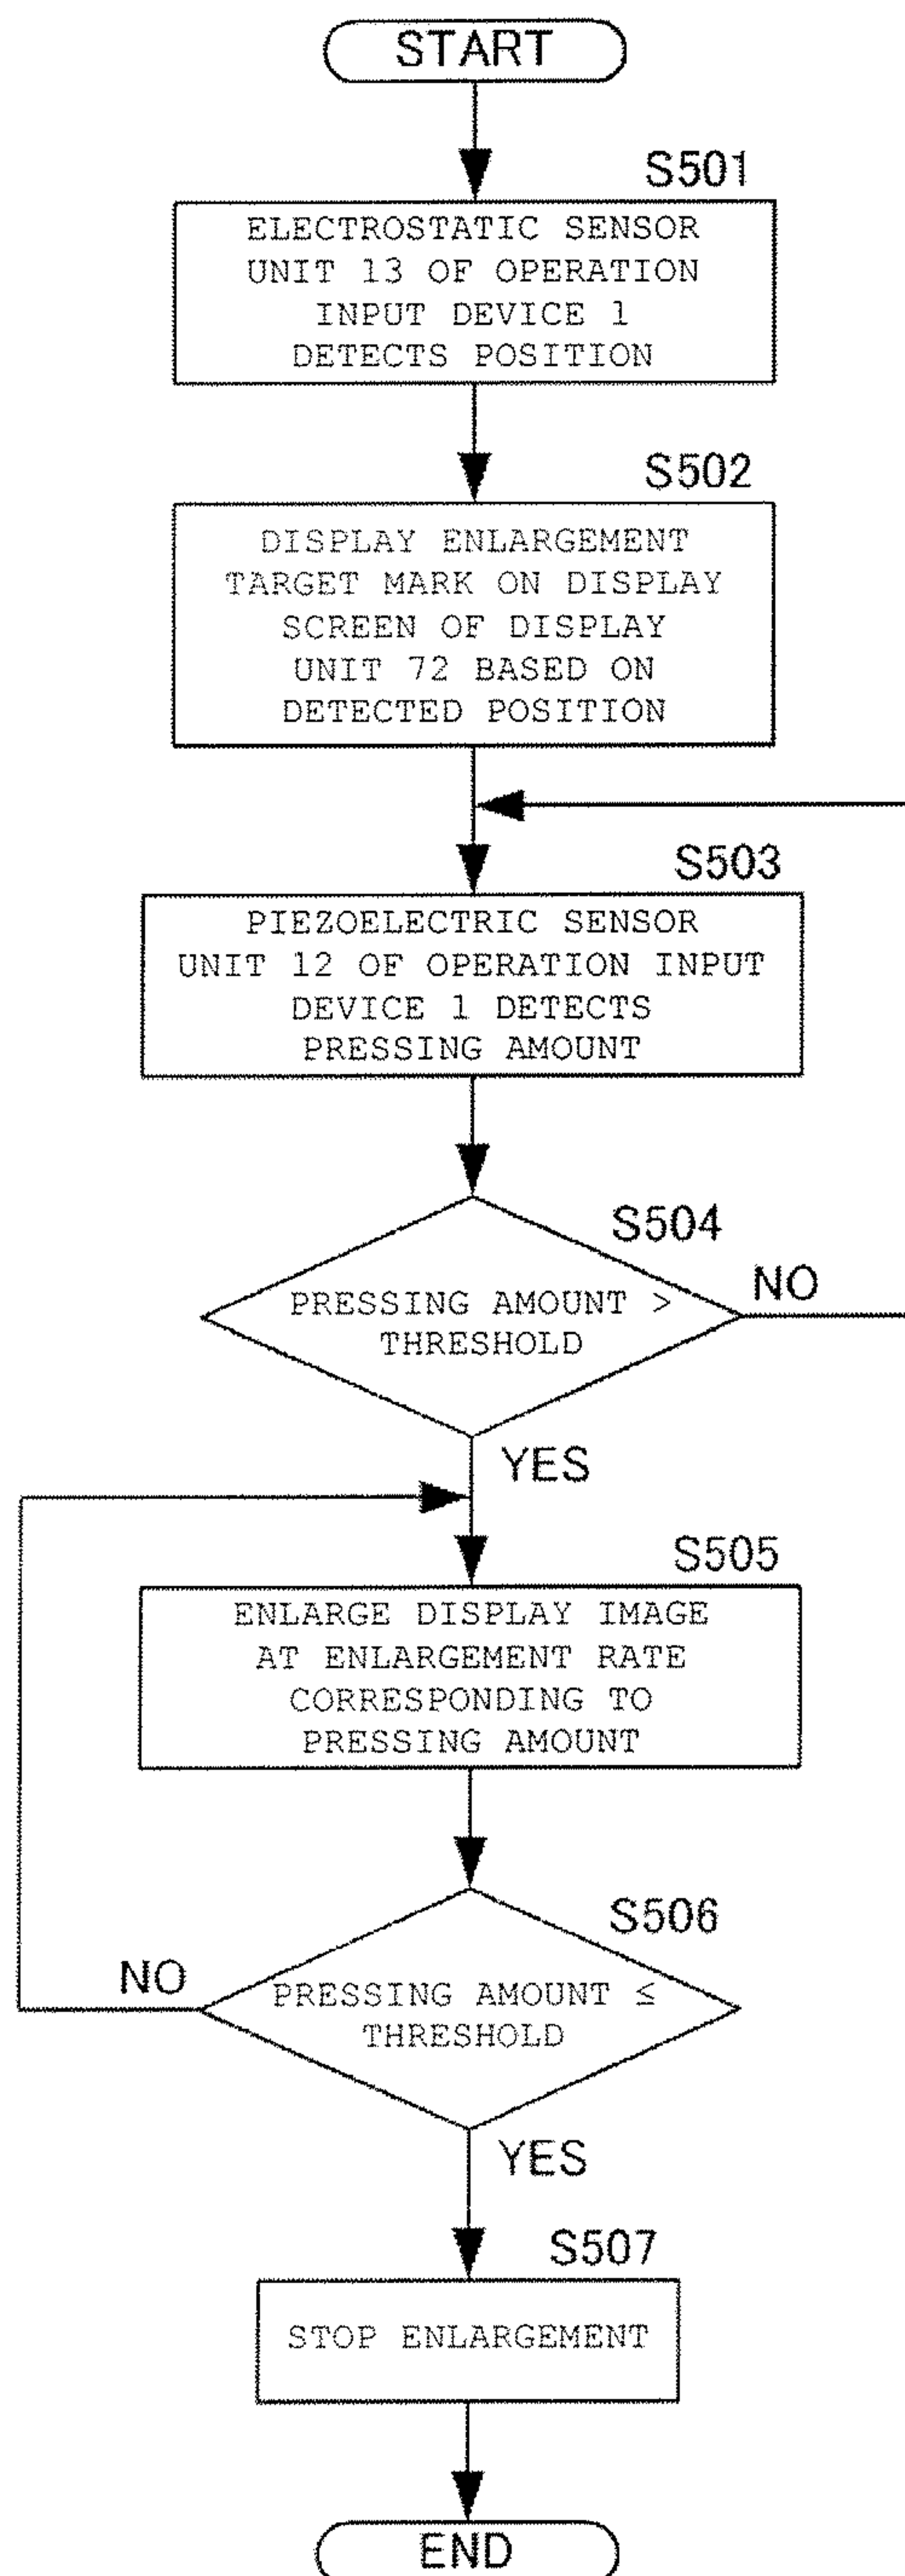 START
S501
ELECTROSTATIC SENSOR
UNIT 13 OF OPERATION
INPUT DEVICE 1
DETECTS POSITION
S502
DISPLAY ENLARGEMENT
TARGET MARK ON DISPLAY
SCREEN OF DISPLAY
UNIT 72 BASED ON
DETECTED POSITION
S503
PIEZOELECTRIC SENSOR
UNIT 12 OF OPERATION INPUT
DEVICE 1 DETECTS
PRESSING AMOUNT
S504
PRESSING AMOUNT >
THRESHOLD
NO
YES
S505
ENLARGE DISPLAY IMAGE
AT ENLARGEMENT RATE
CORRESPONDING TO
PRESSING AMOUNT
S506
NO
PRESSING AMOUNT ≦
THRESHOLD
YES
S507
STOP ENLARGEMENT
END